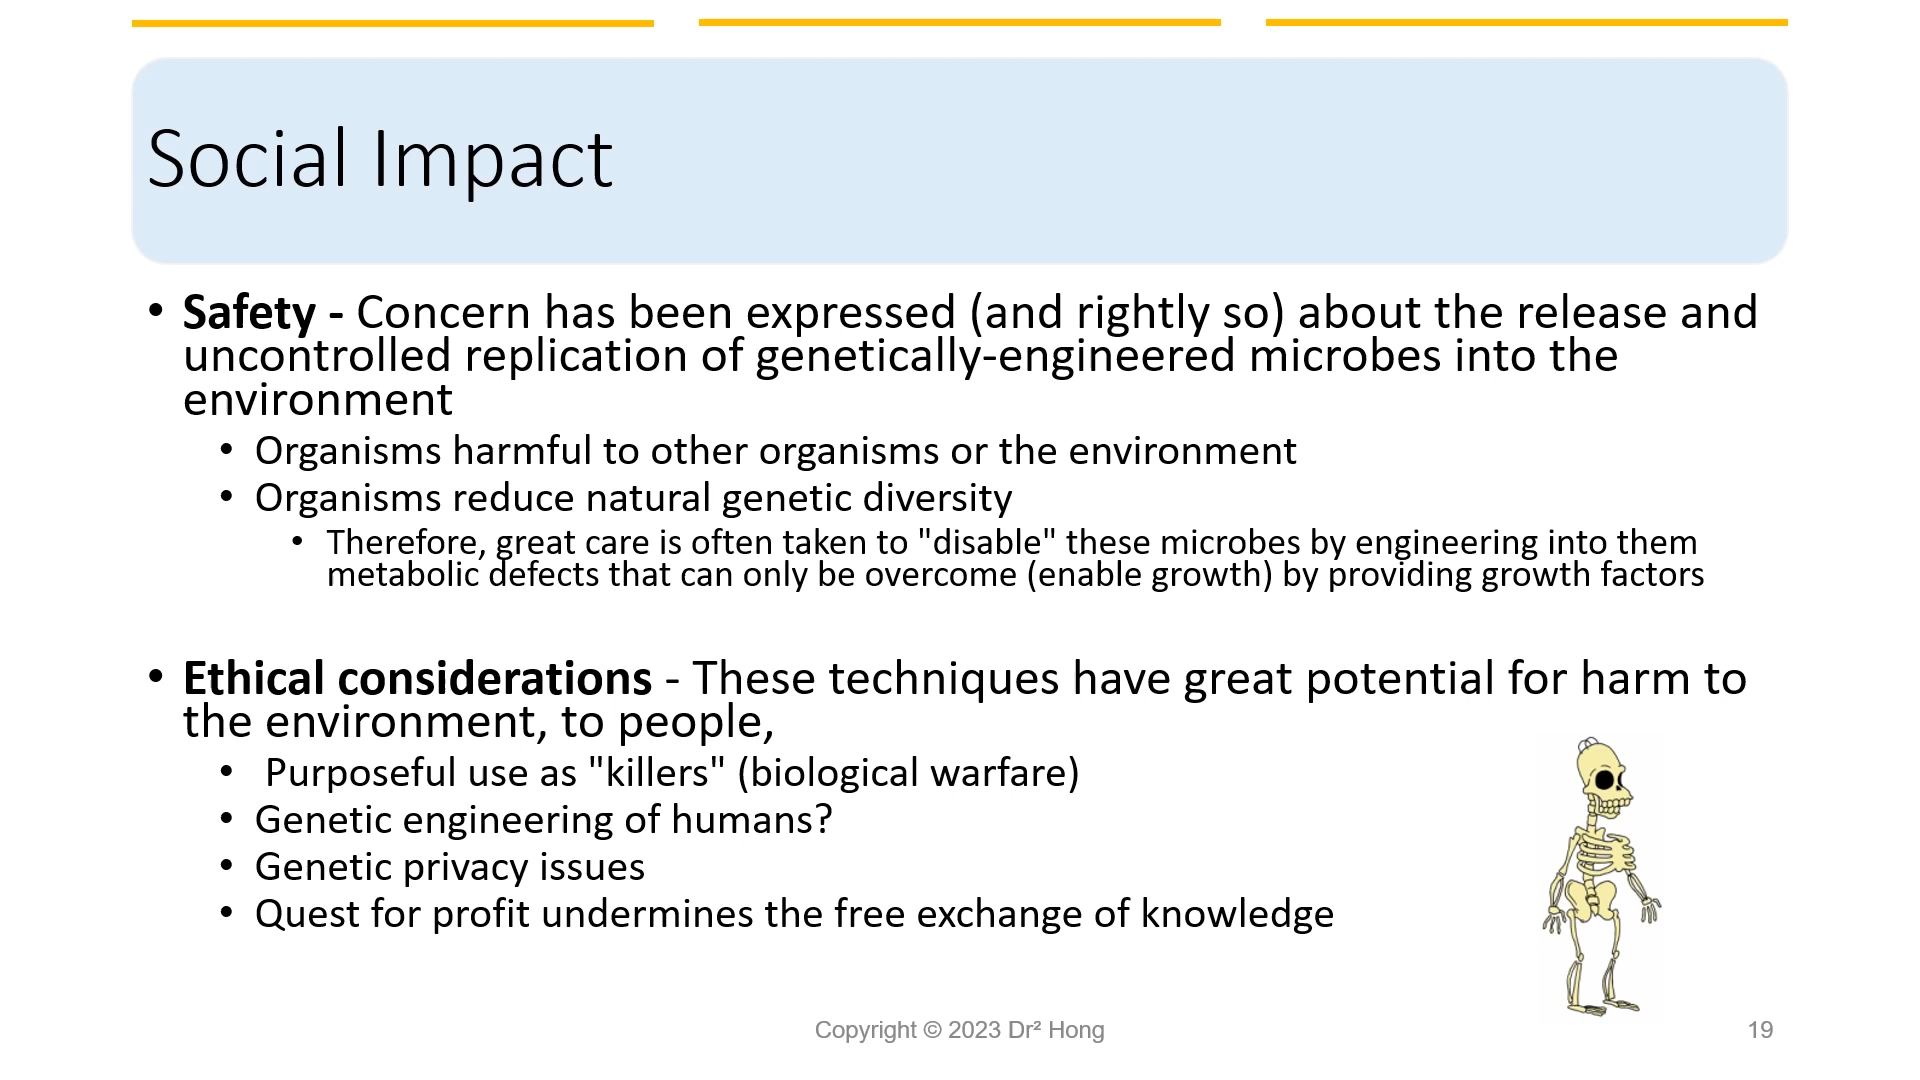 Social Impact
• Safety - Concern has been expressed (and rightly so) about the release and
uncontrolled replication of genetically-engineered microbes into the
environment
• Organisms harmful to other organisms or the environment
• Organisms reduce natural genetic diversity
• Therefore, great care is often taken to "disable" these microbes by engineering into them
metabolic defects that can only be overcome (enable growth) by providing growth factors
• Ethical considerations - These techniques have great potential for harm to
the environment, to people,
• Purposeful use as "killers" (biological warfare)
• Genetic engineering of humans?
• Genetic privacy issues
• Quest for profit undermines the free exchange of knowledge
Copyright © 2023 Dr² Hong
19